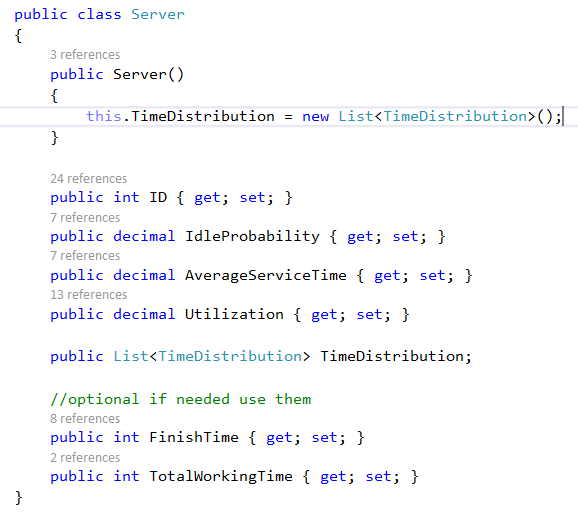 public class Server
{
3 references
public Server()
{
this.TimeDistribution = new List<TimeDistribution>();
}
24 references
public int ID { get; set; }
7 references
public decimal IdleProbability { get; set; }
7 references
public decimal AverageServiceTime { get; set; }
13 references
public decimal Utilization { get; set; }
public List<TimeDistribution> TimeDistribution;
//optional if needed use them
8 references
public int FinishTime { get; set; }
2 references
public int TotalWorkingTime { get; set; }
}